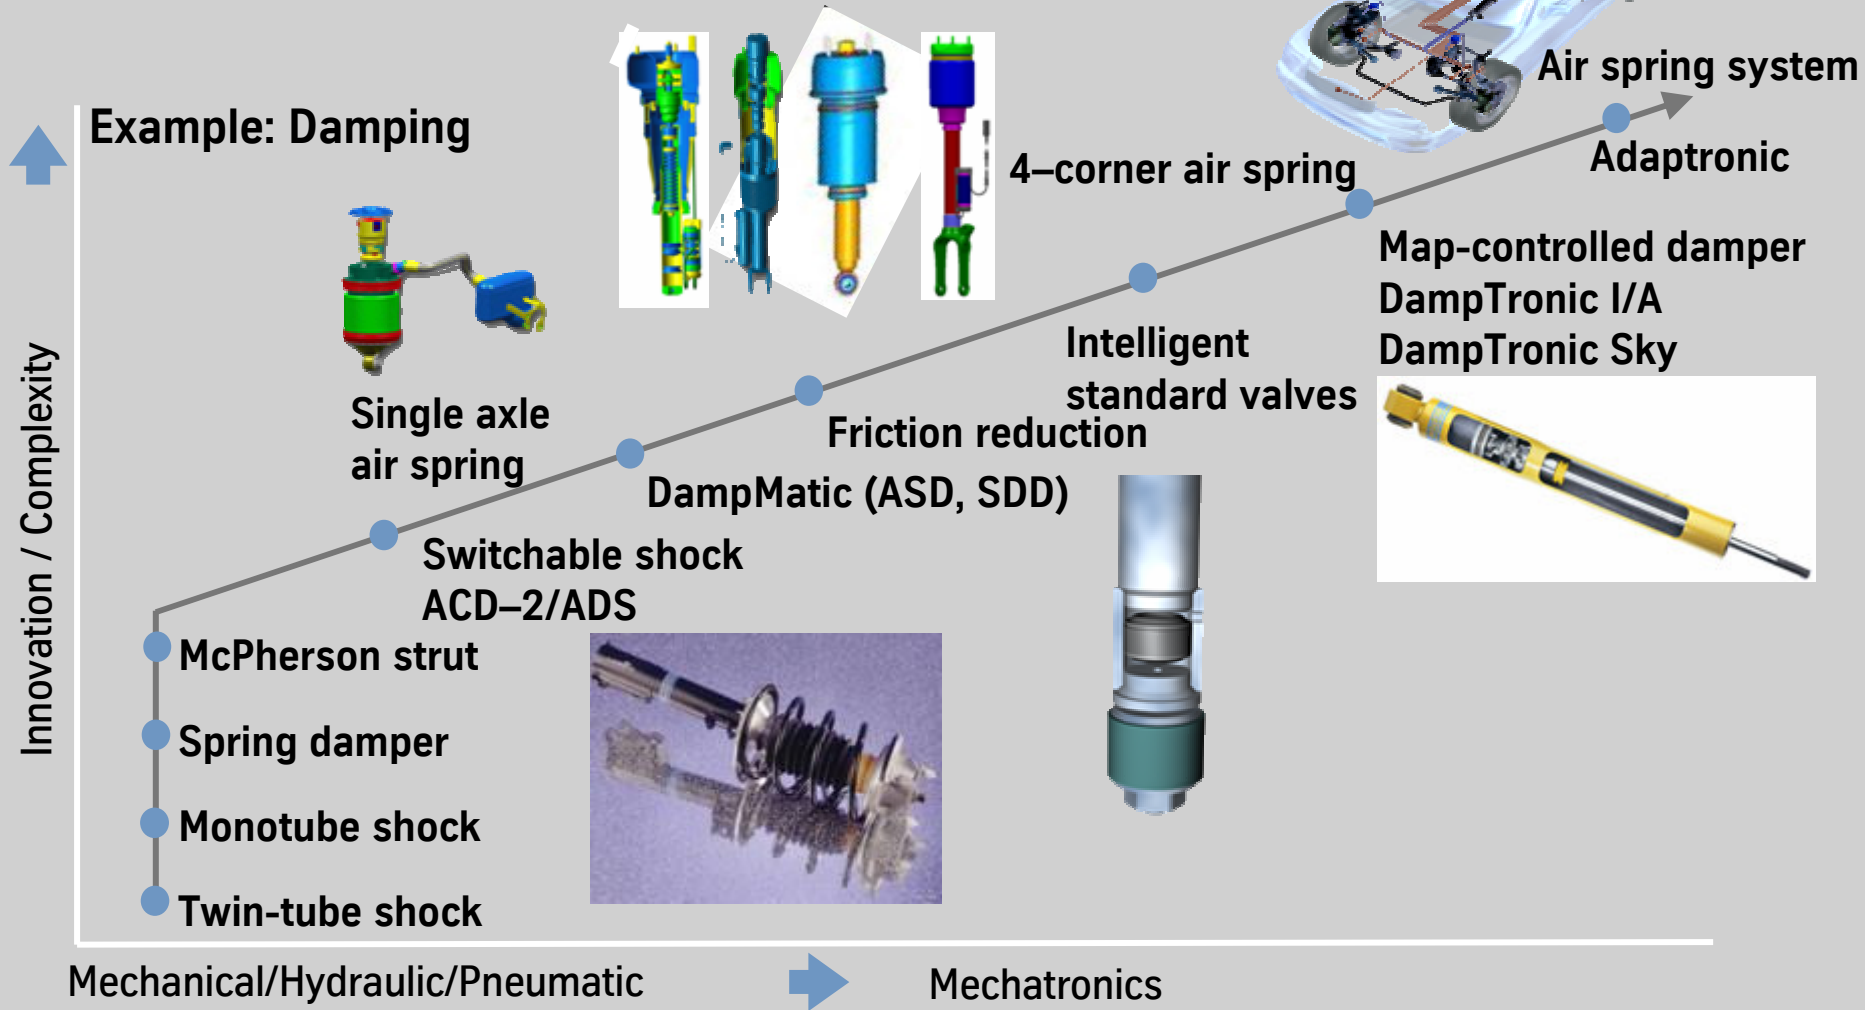 Example: Damping
Air spring system
Adaptronic
4–corner air spring
Map-controlled damper
DampTronic I/A
DampTronic Sky
Intelligent
standard valves
Single axle
air spring
Friction reduction
DampMatic (ASD, SDD)
Switchable shock
ACD–2/ADS
McPherson strut
Spring damper
Monotube shock
Twin-tube shock
Innovation / Complexity
Mechanical/Hydraulic/Pneumatic
Mechatronics